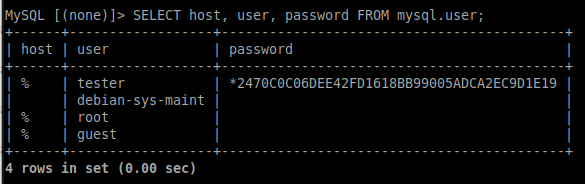 MySQL [(none)]> SELECT host, user, password FROM mysql.user;
+------+------------------+-------------------------------------------+
| host | user             | password                                  |
+------+------------------+-------------------------------------------+
| %    | tester           | *2470C0C06DEE42FD1618BB99005ADCA2EC9D1E19 |
|      | debian-sys-maint |                                           |
| %    | root             |                                           |
| %    | guest            |                                           |
+------+------------------+-------------------------------------------+
4 rows in set (0.00 sec)